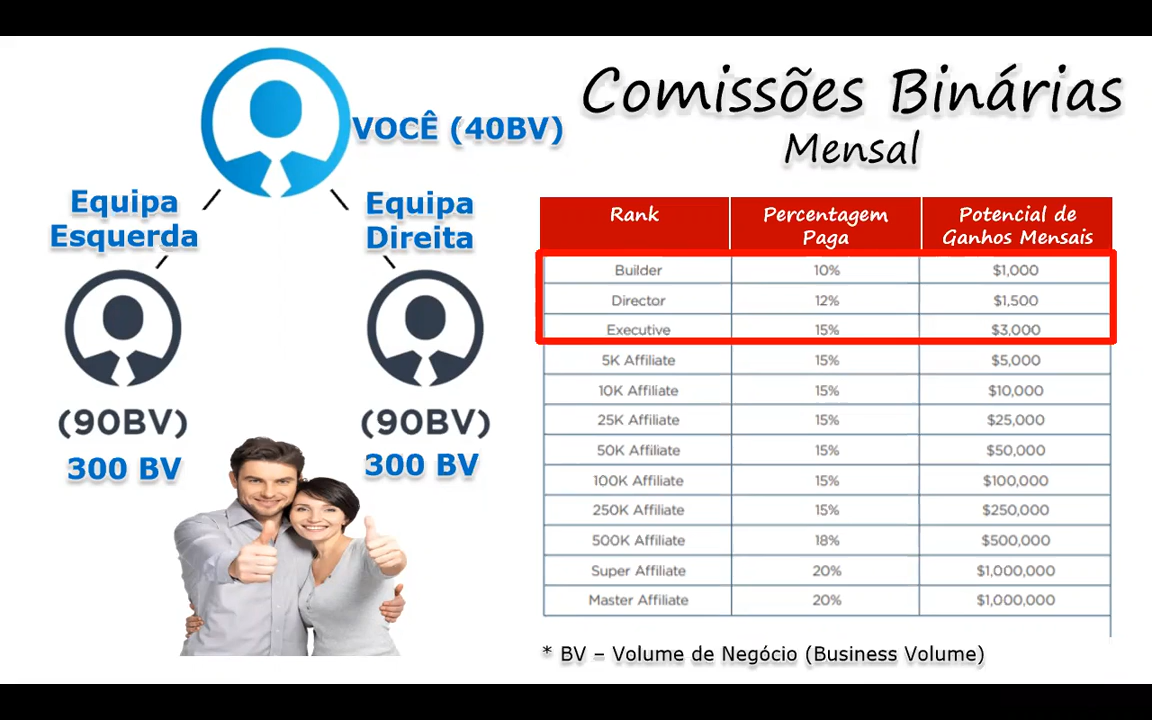 Comissões Binárias
Mensal
VOCÊ (40BV)
Equipa
Esquerda
Equipa
Direita
(90BV)
(90BV)
300 BV
300 BV
Rank Percentagem Paga Potencial de Ganhos Mensais
Builder 10% $1,000
Director 12% $1,500
Executive 15% $3,000
5K Affiliate 15% $5,000
10K Affiliate 15% $10,000
25K Affiliate 15% $25,000
50K Affiliate 15% $50,000
100K Affiliate 15% $100,000
250K Affiliate 15% $250,000
500K Affiliate 18% $500,000
Super Affiliate 20% $1,000,000
Master Affiliate 20% $1,000,000
* BV – Volume de Negócio (Business Volume)